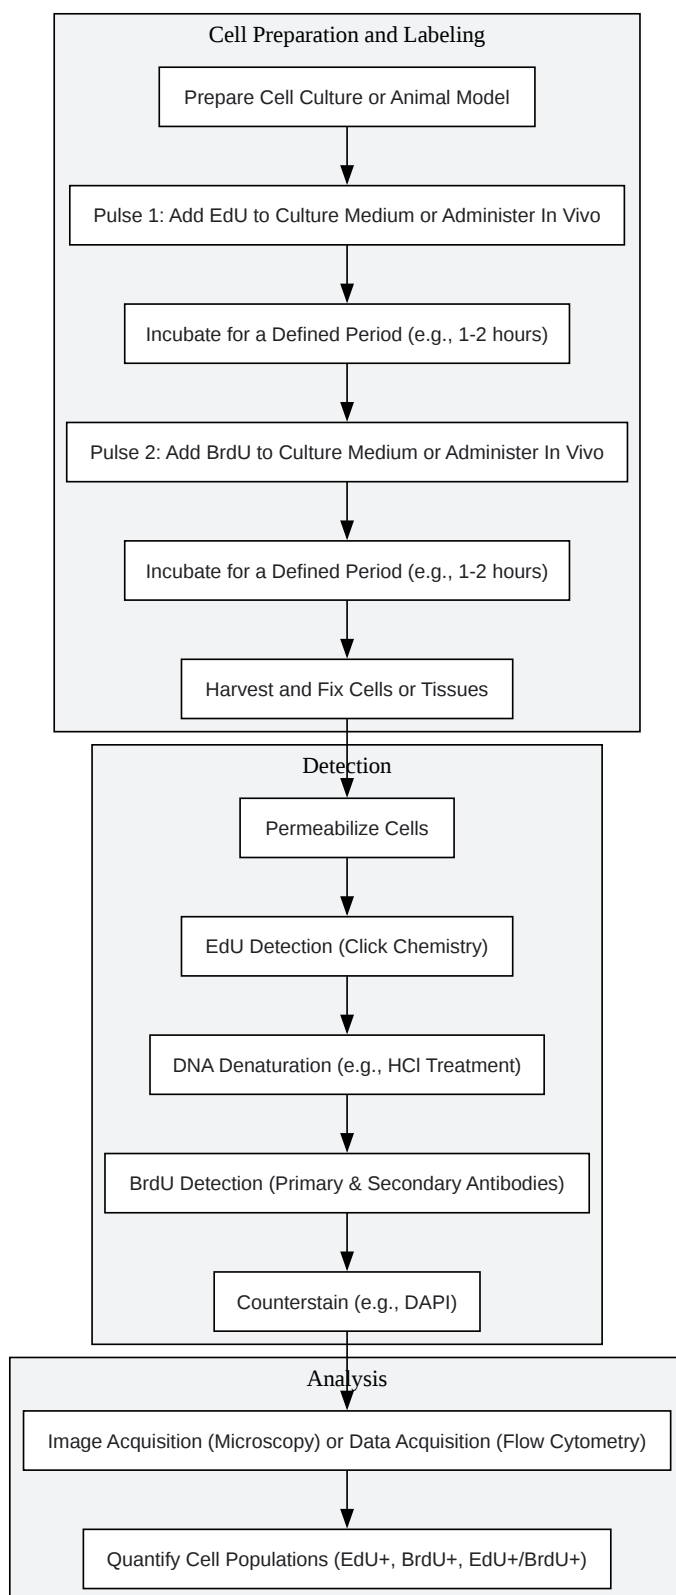 Cell Preparation and Labeling
Prepare Cell Culture or Animal Model
Pulse 1: Add EdU to Culture Medium or Administer In Vivo
Incubate for a Defined Period (e.g., 1-2 hours)
Pulse 2: Add BrdU to Culture Medium or Administer In Vivo
Incubate for a Defined Period (e.g., 1-2 hours)
Harvest and Fix Cells or Tissues
Detection
Permeabilize Cells
EdU Detection (Click Chemistry)
DNA Denaturation (e.g., HCl Treatment)
BrdU Detection (Primary & Secondary Antibodies)
Counterstain (e.g., DAPI)
Analysis
Image Acquisition (Microscopy) or Data Acquisition (Flow Cytometry)
Quantify Cell Populations (EdU+, BrdU+, EdU+/BrdU+)